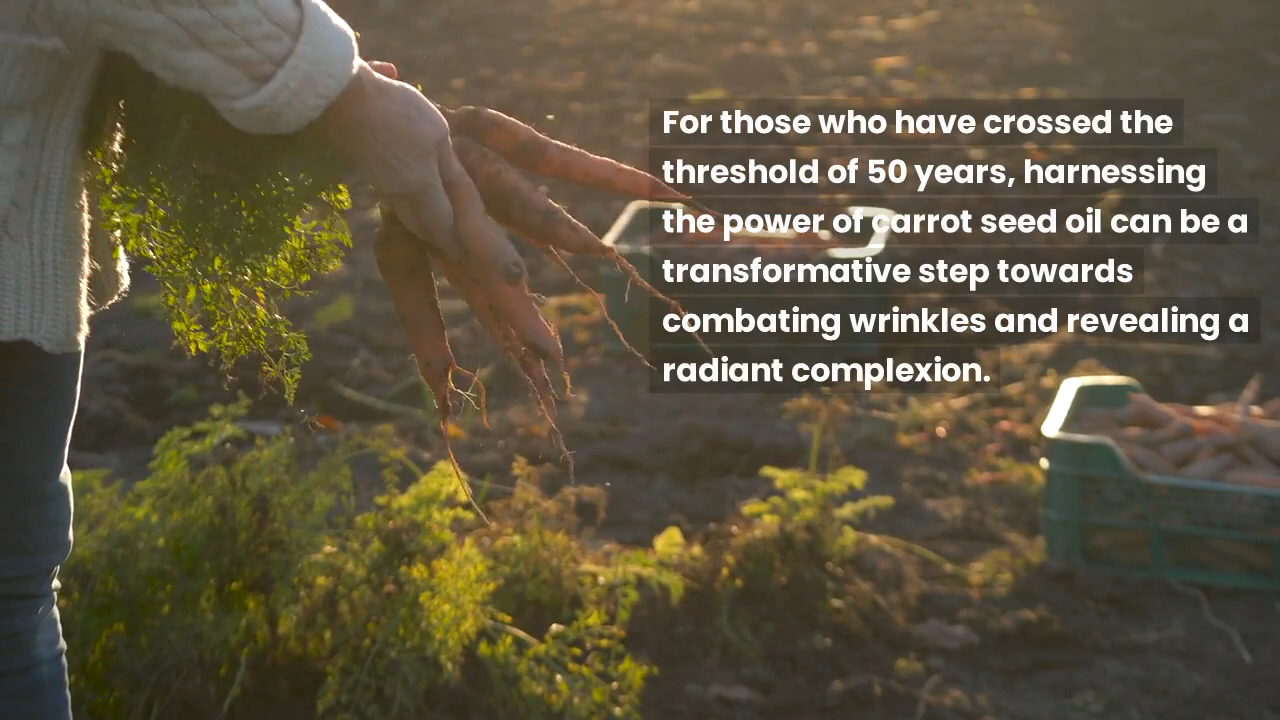 For those who have crossed the
threshold of 50 years, harnessing
the power of carrot seed oil can be a
transformative step towards
combating wrinkles and revealing a
radiant complexion.